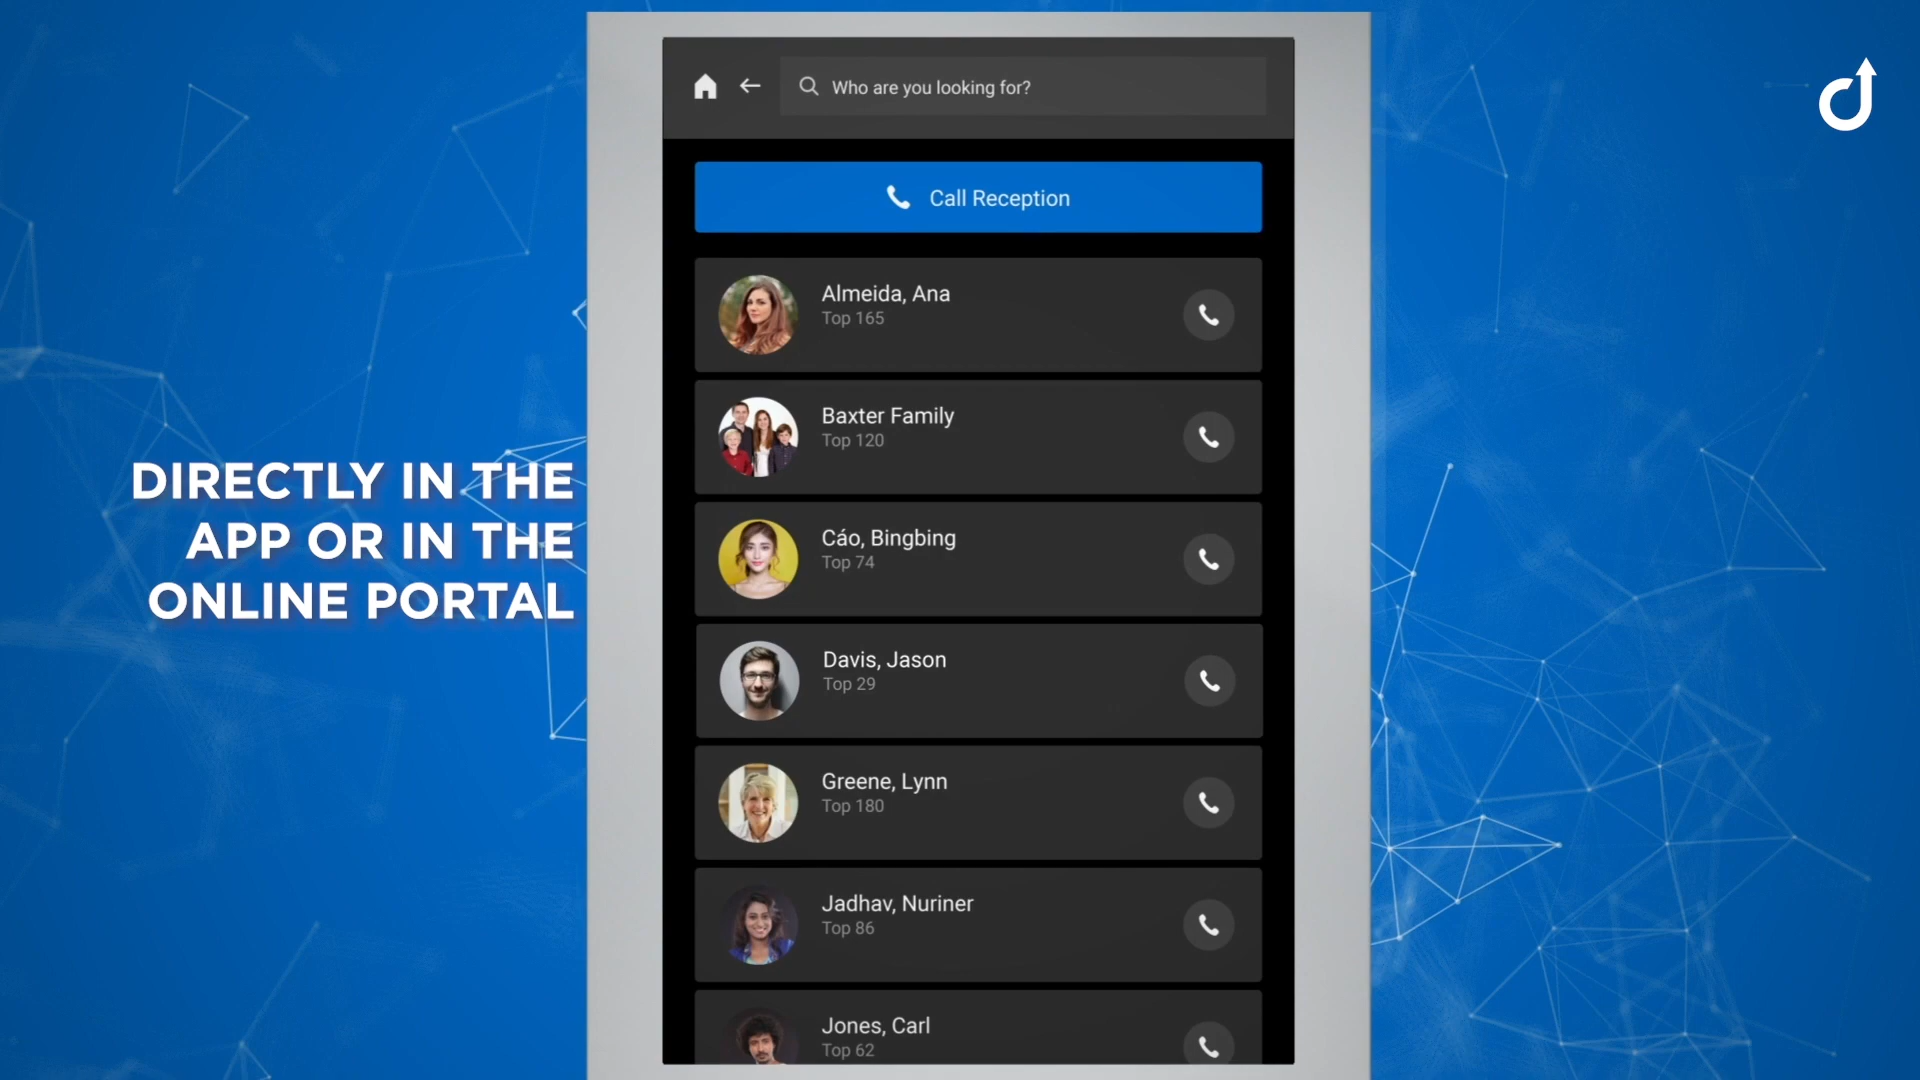 Who are you looking for?
Call Reception
Almeida, Ana
Top 165
Baxter Family
Top 120
Cáo, Bingbing
Top 74
DIRECTLY IN THE
APP OR IN THE
ONLINE PORTAL
Davis, Jason
Top 29
Greene, Lynn
Top 180
Jadhav, Nuriner
Top 86
Jones, Carl
Top 62